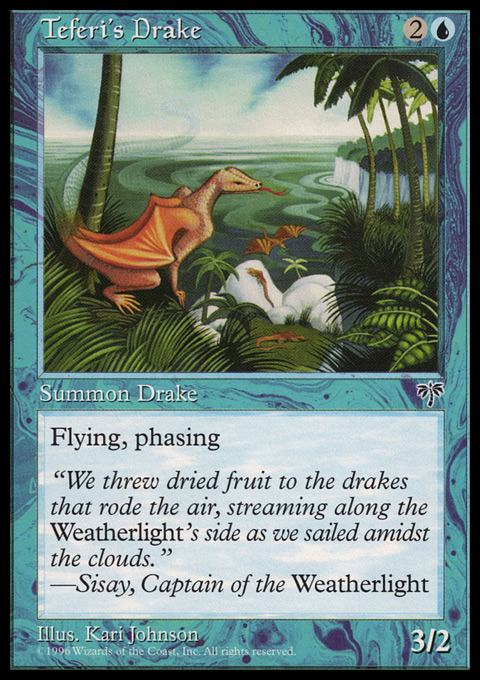 Teferi's Drake 2
Summon Drake
Flying, phasing
“We threw dried fruit to the drakes
that rode the air, streaming along the
Weatherlight’s side as we sailed amidst
the clouds.”
—Sisay, Captain of the Weatherlight
Illus. Kari Johnson
©1996 Wizards of the Coast, Inc. All rights reserved.
3/2